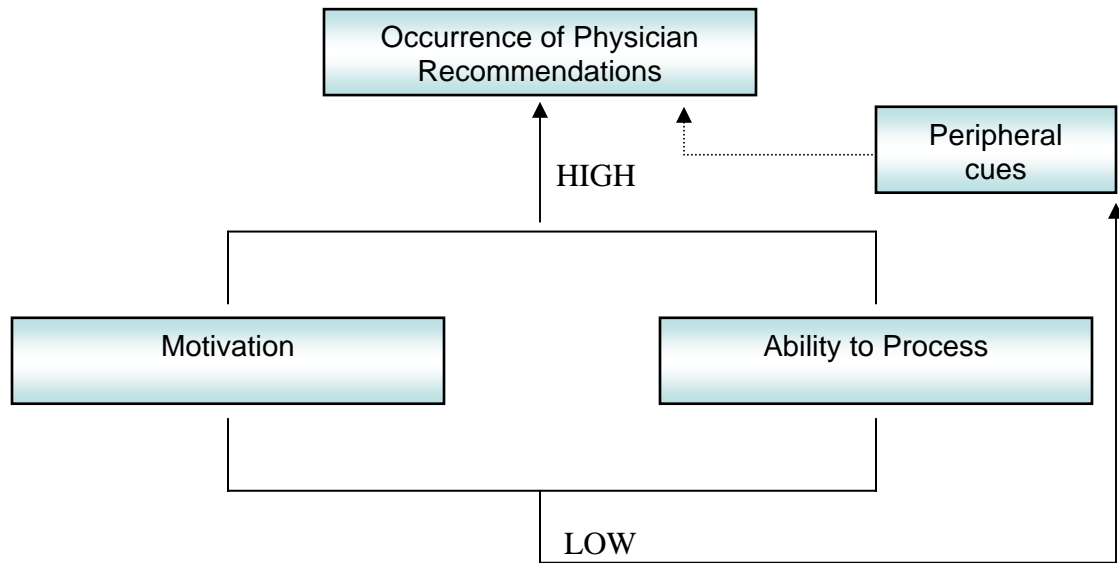 Occurrence of Physician
Recommendations
Peripheral
cues
HIGH
Motivation
Ability to Process
LOW